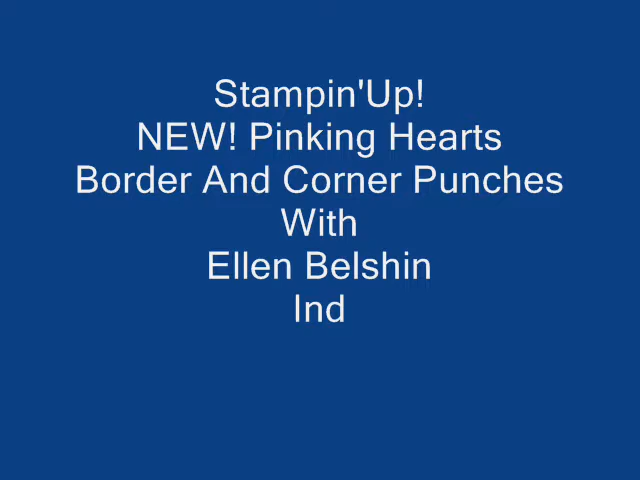 Stampin'Up!
NEW! Pinking Hearts
Border And Corner Punches
With
Ellen Belshin
Ind